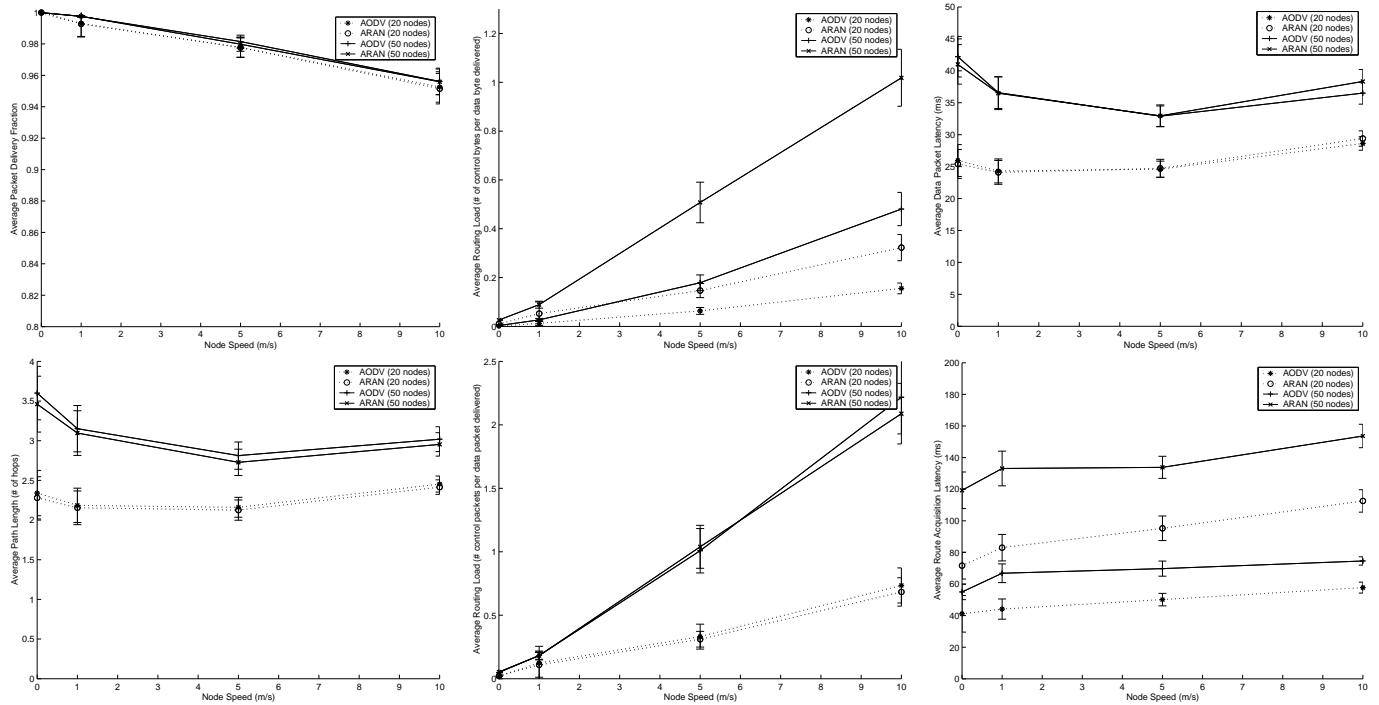 Average Packet Delivery Fraction
1
0.98
0.96
0.94
0.92
0.9
0.88
0.86
0.84
0.82
0.8
0 1 2 3 4 5 6 7 8 9 10
Node Speed (m/s)
AODV (20 nodes)
ARAN (20 nodes)
AODV (50 nodes)
ARAN (50 nodes)
Average Routing Load (# of control bytes per data byte delivered)
1.2
1
0.8
0.6
0.4
0.2
0
0 1 2 3 4 5 6 7 8 9 10
Node Speed (m/s)
AODV (20 nodes)
ARAN (20 nodes)
AODV (50 nodes)
ARAN (50 nodes)
Average Data Packet Latency (ms)
50
45
40
35
30
25
20
15
10
5
0
0 1 2 3 4 5 6 7 8 9 10
Node Speed (m/s)
AODV (20 nodes)
ARAN (20 nodes)
AODV (50 nodes)
ARAN (50 nodes)
Average Path Length (# of hops)
4
3.5
3
2.5
2
1.5
1
0.5
0
0 1 2 3 4 5 6 7 8 9 10
Node Speed (m/s)
AODV (20 nodes)
ARAN (20 nodes)
AODV (50 nodes)
ARAN (50 nodes)
Average Routing Load (# control packets per data packet delivered)
2.5
2
1.5
1
0.5
0
0 1 2 3 4 5 6 7 8 9 10
Node Speed (m/s)
AODV (20 nodes)
ARAN (20 nodes)
AODV (50 nodes)
ARAN (50 nodes)
Average Route Acquisition Latency (ms)
200
180
160
140
120
100
80
60
40
20
0
0 1 2 3 4 5 6 7 8 9 10
Node Speed (m/s)
AODV (20 nodes)
ARAN (20 nodes)
AODV (50 nodes)
ARAN (50 nodes)